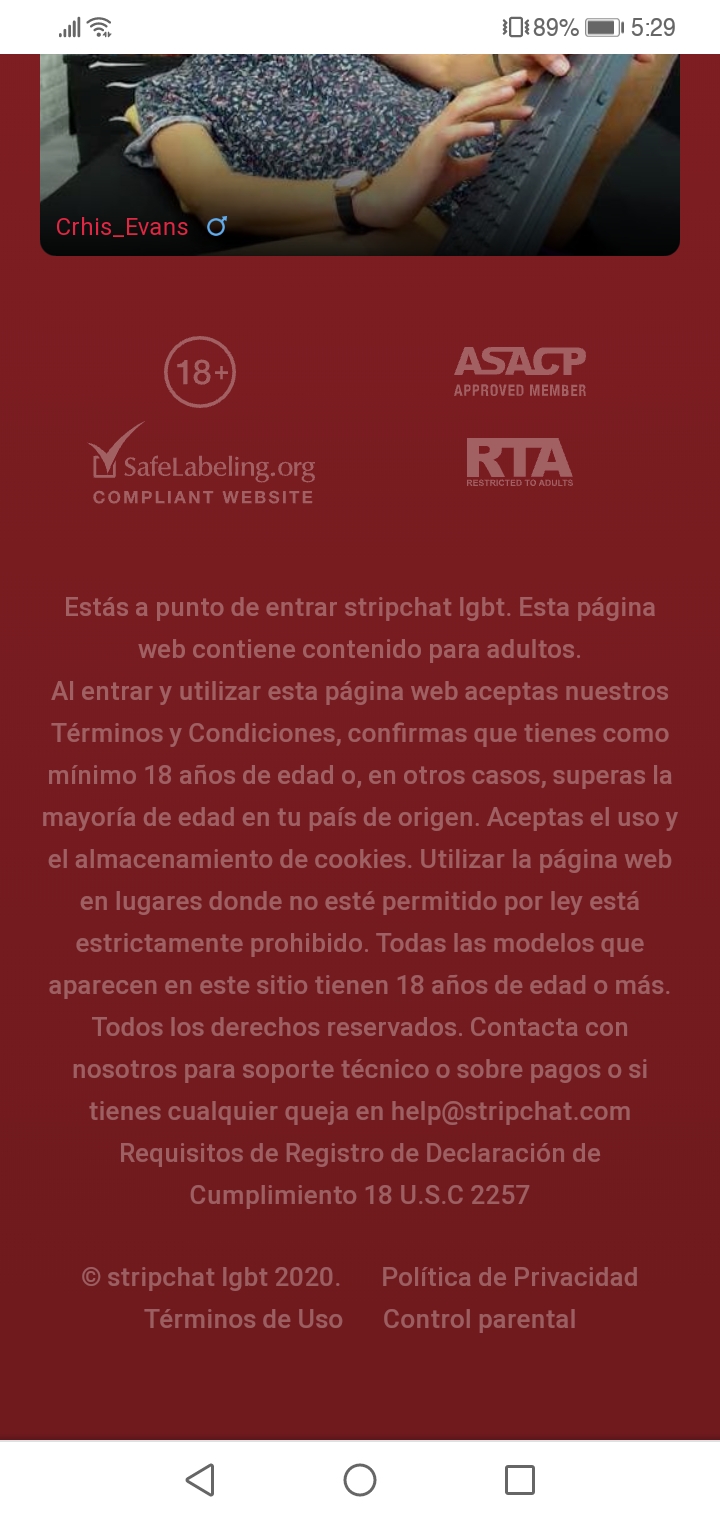 89% 5:29
Crhis_Evans
18+
ASACP
APPROVED MEMBER
SafeLabeling.org
COMPLIANT WEBSITE
RTA
RESTRICTED TO ADULTS
Estás a punto de entrar stripchat lgbt. Esta página
web contiene contenido para adultos.
Al entrar y utilizar esta página web aceptas nuestros
Términos y Condiciones, confirmas que tienes como
mínimo 18 años de edad o, en otros casos, superas la
mayoría de edad en tu país de origen. Aceptas el uso y
el almacenamiento de cookies. Utilizar la página web
en lugares donde no esté permitido por ley está
estrictamente prohibido. Todas las modelos que
aparecen en este sitio tienen 18 años de edad o más.
Todos los derechos reservados. Contacta con
nosotros para soporte técnico o sobre pagos o si
tienes cualquier queja en help@stripchat.com
Requisitos de Registro de Declaración de
Cumplimiento 18 U.S.C 2257
© stripchat lgbt 2020. Política de Privacidad
Términos de Uso Control parental